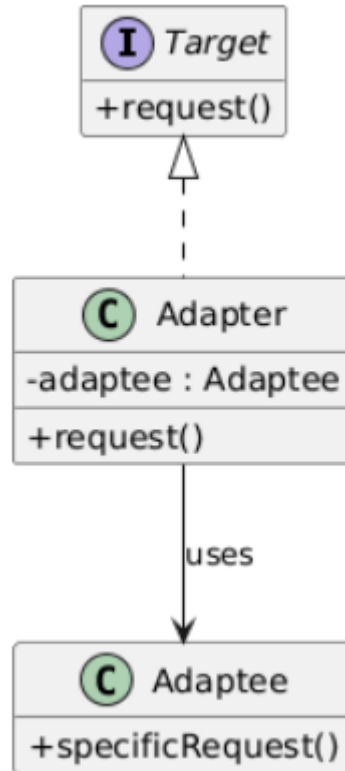 I Target
+request()
C Adapter
-adaptee : Adaptee
+request()
uses
C Adaptee
+specificRequest()